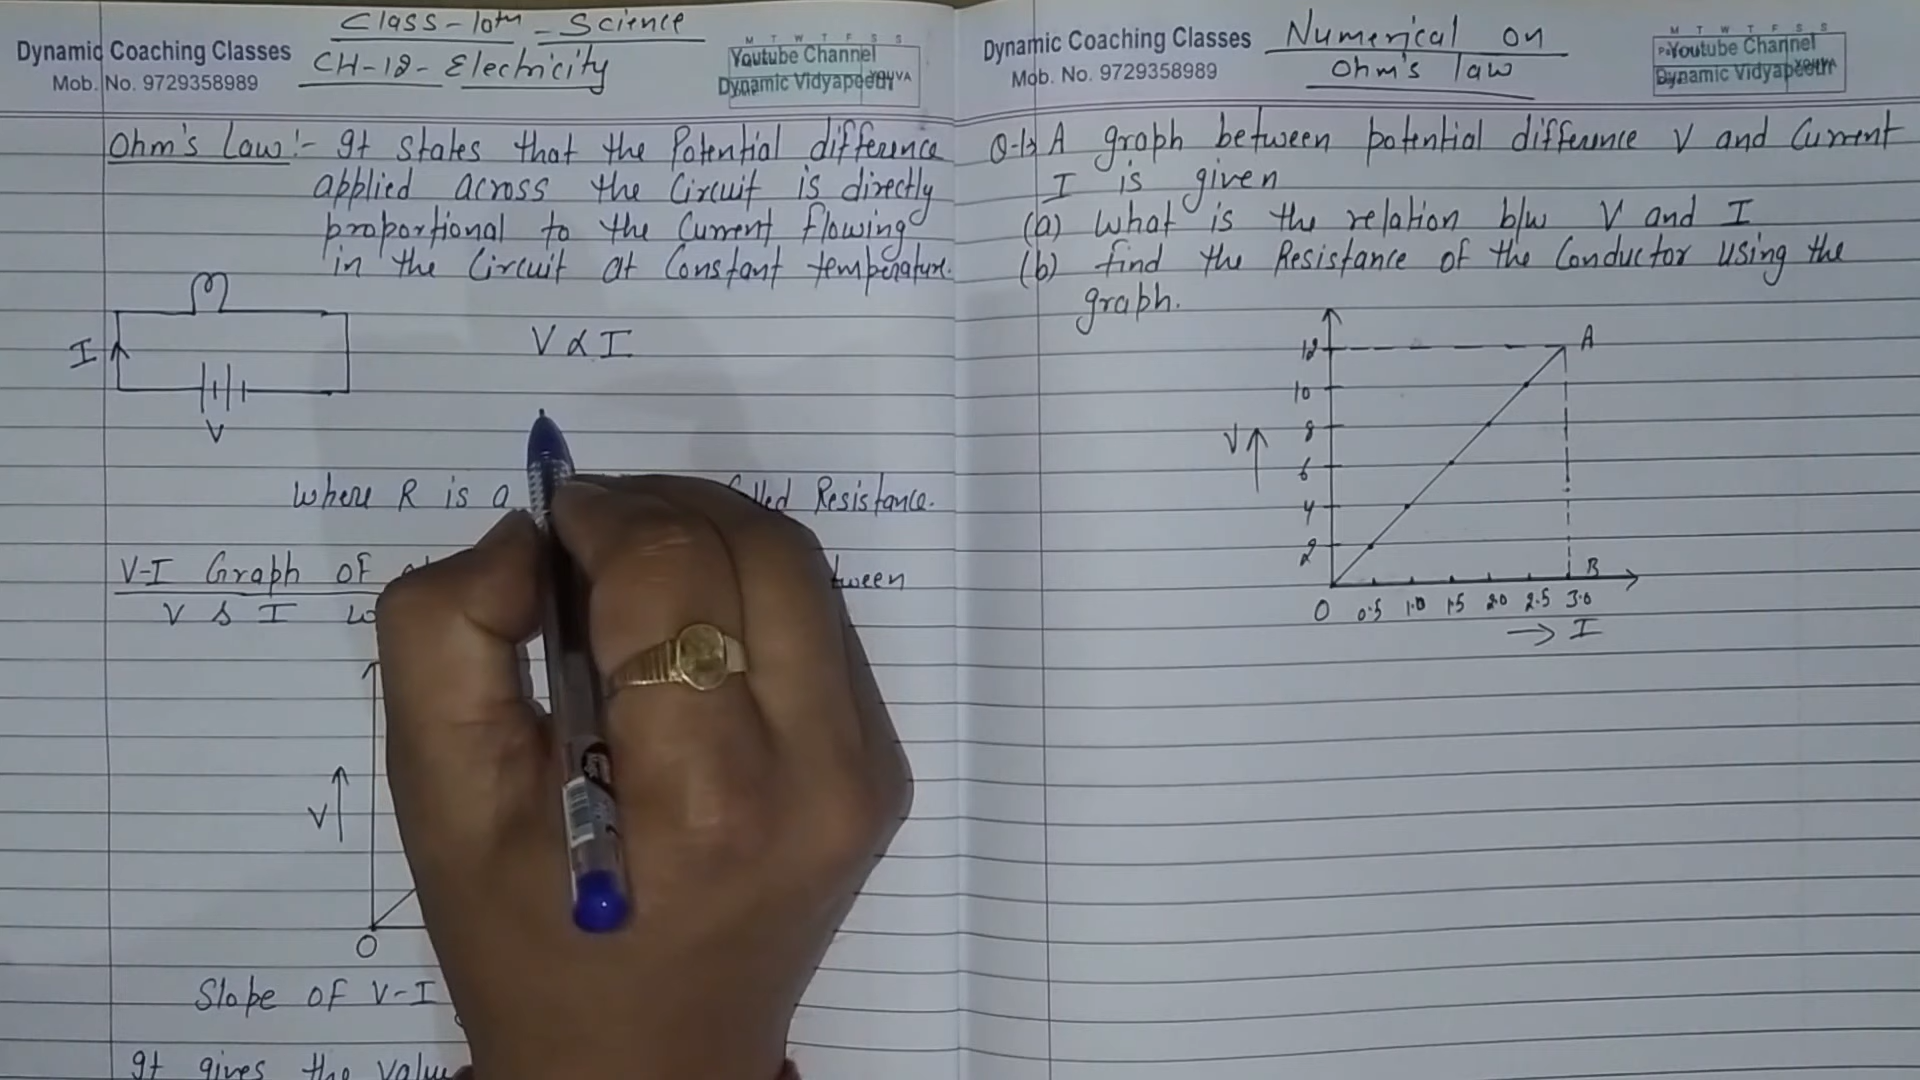 Class-10th-Science
Dynamic Coaching Classes
CH-12-Electricity
Mob. No. 9729358989
M T W T F S S
Youtube Channel
Dynamic Vidyapeeth
Ohm's Law:- It states that the Potential difference
applied across the Circuit is directly
proportional to the Current flowing
in the Circuit at Constant temperature.
I
V
V ∝ I
where R is a Resistance.
V-I Graph of tween
V & I
V
O
Slope of V-I
It gives the value
Dynamic Coaching Classes
Mob. No. 9729358989
Numerical on
Ohm's law
M T W T F S S
Youtube Channel
Dynamic Vidyapeeth
Q-1) A graph between potential difference V and Current
I is given
(a) What is the relation b/w V and I
(b) find the Resistance of the Conductor using the
graph.
A
12
10
8
V
6
4
2
B
O 0.5 1.0 1.5 2.0 2.5 3.0
→ I